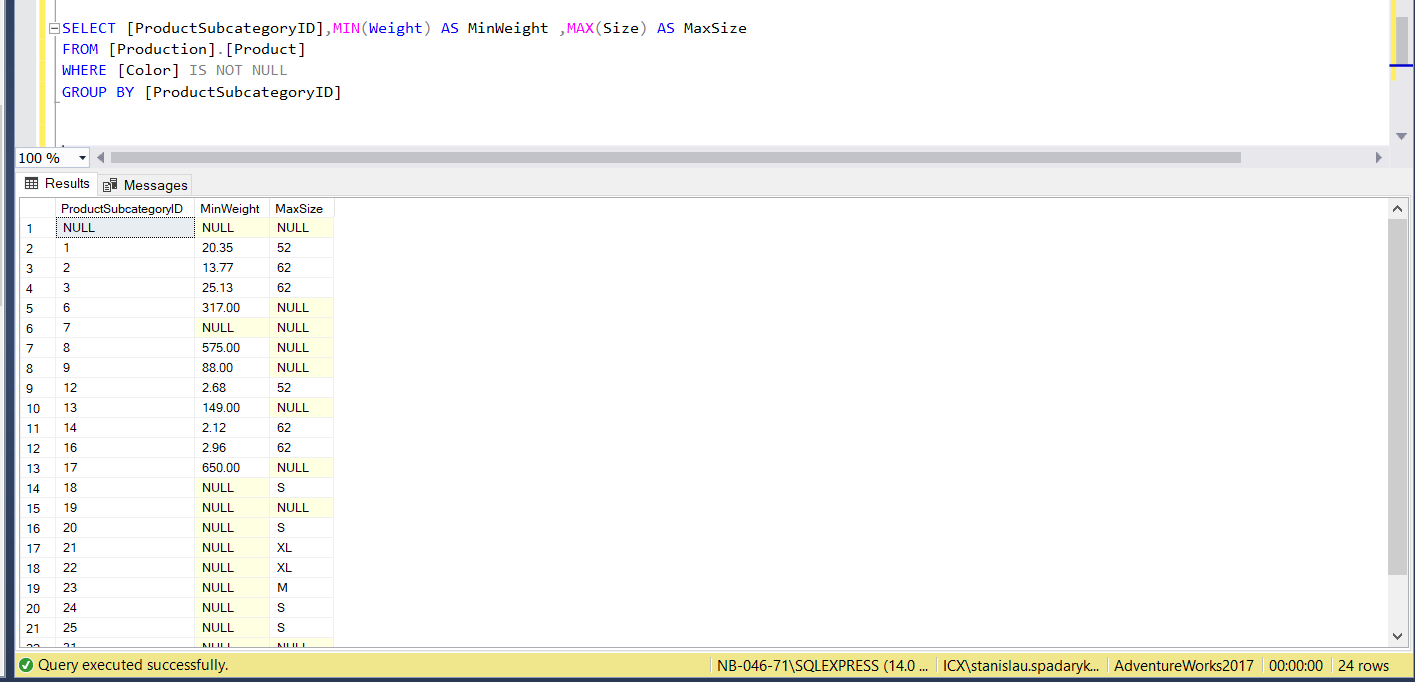 SELECT [ProductSubcategoryID],MIN(Weight) AS MinWeight ,MAX(Size) AS MaxSize
FROM [Production].[Product]
WHERE [Color] IS NOT NULL
GROUP BY [ProductSubcategoryID]
100 %
Results Messages
ProductSubcategoryID MinWeight MaxSize
1 NULL NULL NULL
2 1 20.35 52
3 2 13.77 62
4 3 25.13 62
5 6 317.00 NULL
6 7 NULL NULL
7 8 575.00 NULL
8 9 88.00 NULL
9 12 2.68 52
10 13 149.00 NULL
11 14 2.12 62
12 16 2.96 62
13 17 650.00 NULL
14 18 NULL S
15 19 NULL NULL
16 20 NULL S
17 21 NULL XL
18 22 NULL XL
19 23 NULL M
20 24 NULL S
21 25 NULL S
NULL NULL
Query executed successfully. NB-046-71\SQLEXPRESS (14.0 ... ICX\stanislau.spadaryk... AdventureWorks2017 00:00:00 24 rows